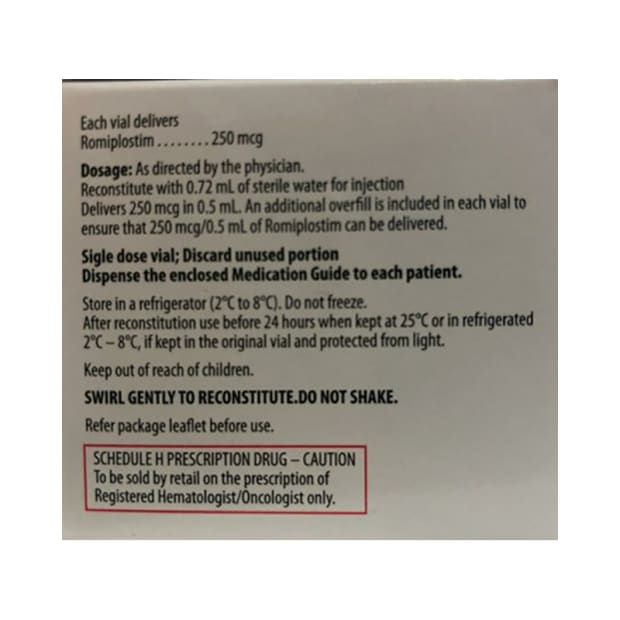 Each vial delivers
Romiplostim ........ 250 mcg
Dosage: As directed by the physician.
Reconstitute with 0.72 mL of sterile water for injection
Delivers 250 mcg in 0.5 mL. An additional overfill is included in each vial to
ensure that 250 mcg/0.5 mL of Romiplostim can be delivered.
Sigle dose vial; Discard unused portion
Dispense the enclosed Medication Guide to each patient.
Store in a refrigerator (2°C to 8°C). Do not freeze.
After reconstitution use before 24 hours when kept at 25°C or in refrigerated
2°C – 8°C, if kept in the original vial and protected from light.
Keep out of reach of children.
SWIRL GENTLY TO RECONSTITUTE.DO NOT SHAKE.
Refer package leaflet before use.
SCHEDULE H PRESCRIPTION DRUG – CAUTION
To be sold by retail on the prescription of
Registered Hematologist/Oncologist only.